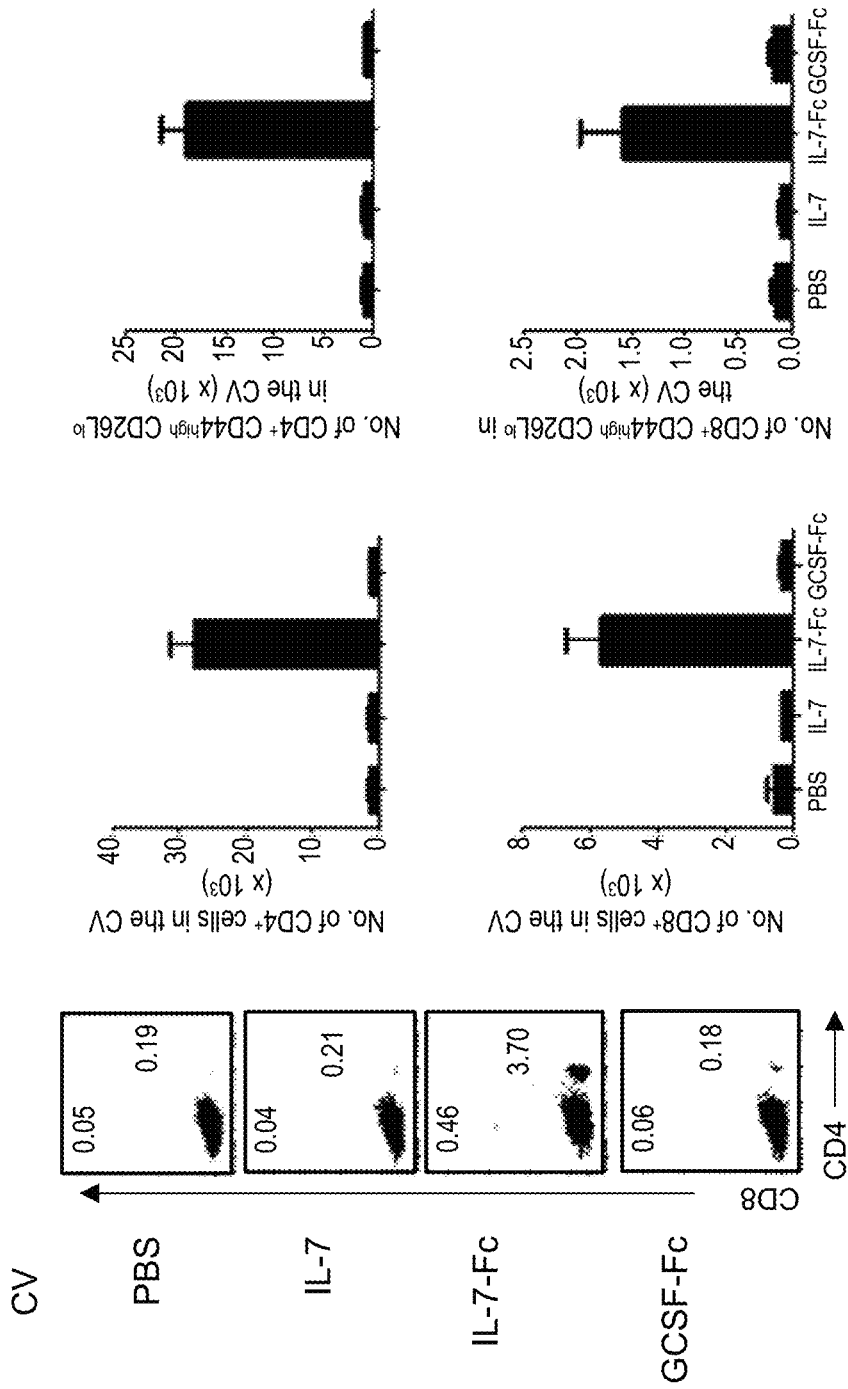 CV
PBS
0.05
0.19
IL-7
0.04
0.21
IL-7-Fc
0.46
3.70
GCSF-Fc
0.06
0.18
CD8
CD4
No. of CD4+ cells in the CV
(x 10³)
40
30
20
10
0
No. of CD8+ cells in the CV
(x 10³)
8
6
4
2
0
PBS IL-7 IL-7-Fc GCSF-Fc
No. of CD4+ CD44high CD26Llo
in the CV (x 10³)
25
20
15
10
5
0
No. of CD8+ CD44high CD26Llo in
the CV (x 10³)
2.5
2.0
1.5
1.0
0.5
0.0
PBS IL-7 IL-7-Fc GCSF-Fc